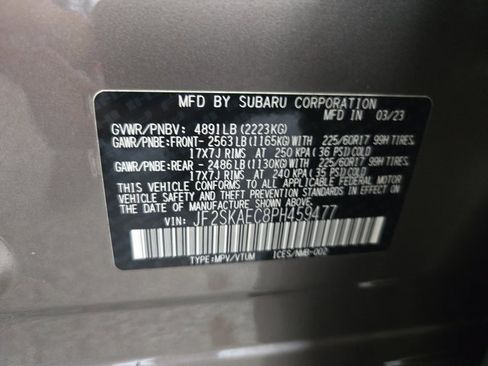 MFD BY SUBARU CORPORATION
MFD IN 03/23
GVWR/PNBV: 4891LB(2223KG)
GAWR/PNBE:FRONT- 2563LB(1165KG)WITH 225/60R17 99H TIRES,
17X7J RIMS AT 250 KPA(36 PSI)COLD
GAWR/PNBE:REAR - 2486LB(1130KG)WITH 225/60R17 99H TIRES,
17X7J RIMS AT 240 KPA(35 PSI)COLD
THIS VEHICLE CONFORMS TO ALL APPLICABLE U.S. FEDERAL MOTOR
VEHICLE SAFETY AND THEFT PREVENTION STANDARDS IN EFFECT ON
THE DATE OF MANUFACTURE SHOWN ABOVE.
VIN: JF2SKAEC8PH459477
TYPE:MPV/VTUM ICES/NMB-002